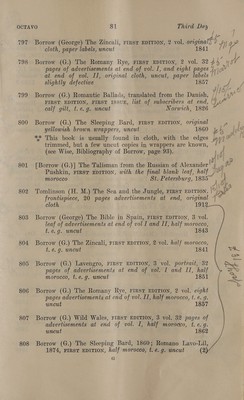 OCTAVO 81 Third Day
797 Borrow (George) The Zincali, FIRST EDITION, 2 vol. original
cloth, paper labels, uncut 1841
798 Borrow (G.) The Romany Rye, FIRST EDITION, 2 vol. 32
pages of advertisements at end of vol. I, and eight pages
at end of vol. II, original cloth, uncut, paper labels
slightly defective 1857
799 Borrow (G.) Romantic Ballads, translated from the Danish,
FIRST EDITION, FIRST ISSUE, list of subscribers at end,
calf gilt, t. e. g. uncut Norwich, 1826
800 Borrow (G.) The Sleeping Bard, FIRST EDITION, original
yellowish brown wrappers, uncut 1860
*** This book is usually found in cloth, with the edges
trimmed, but a few uncut copies in wrappers are known,
(see Wise, Bibliography of Borrow, page 93).
801 [Borrow (G.)] The Talisman from the Russian of Alexander
Pushkin, FIRST EDITION, with the final blank leaf, half
morocco St. Petersburg, 1835
802 Tomlinson (H. M.) The Sea and the Jungle, FIRST EDITION,
frontispiece, 20 pages advertisements at end, original
cloth 1912
803 Borrow (George) The Bible in Spain, FIRST EDITION, 3 vol.
leaf of advertisements at end of vol I and II, half morocco,
t. e. g. uncut 1843
804 Borrow (G.) The Zincali, FIRST EDITION, 2 vol. half morocco,
t. e. g. uncut 1841
805 Borrow (G.) Lavengro, FIRST EDITION, 3 vol. portrait, 32
pages of advertisements at end of vol. I and II, half
morocco, t. e. g. uncut 1851
806 Borrow (G.) The Romany Rye, FIRST EDITION, 2 vol. eight
pages advertisements at end of vol. II, half morocco, t. e. g.
uncut 1857
807 Borrow (G.) Wild Wales, FIRST EDITION, 3 vol. 32 pages of
advertisements at end of vol. I, half morocco, t. e. g.
uncut 1862
808 Borrow (G.) The Sleeping Bard, 1860; Romano Lavo-Lil,
1874, FIRST EDITION, half morocco, t. e. g. uncut (2)